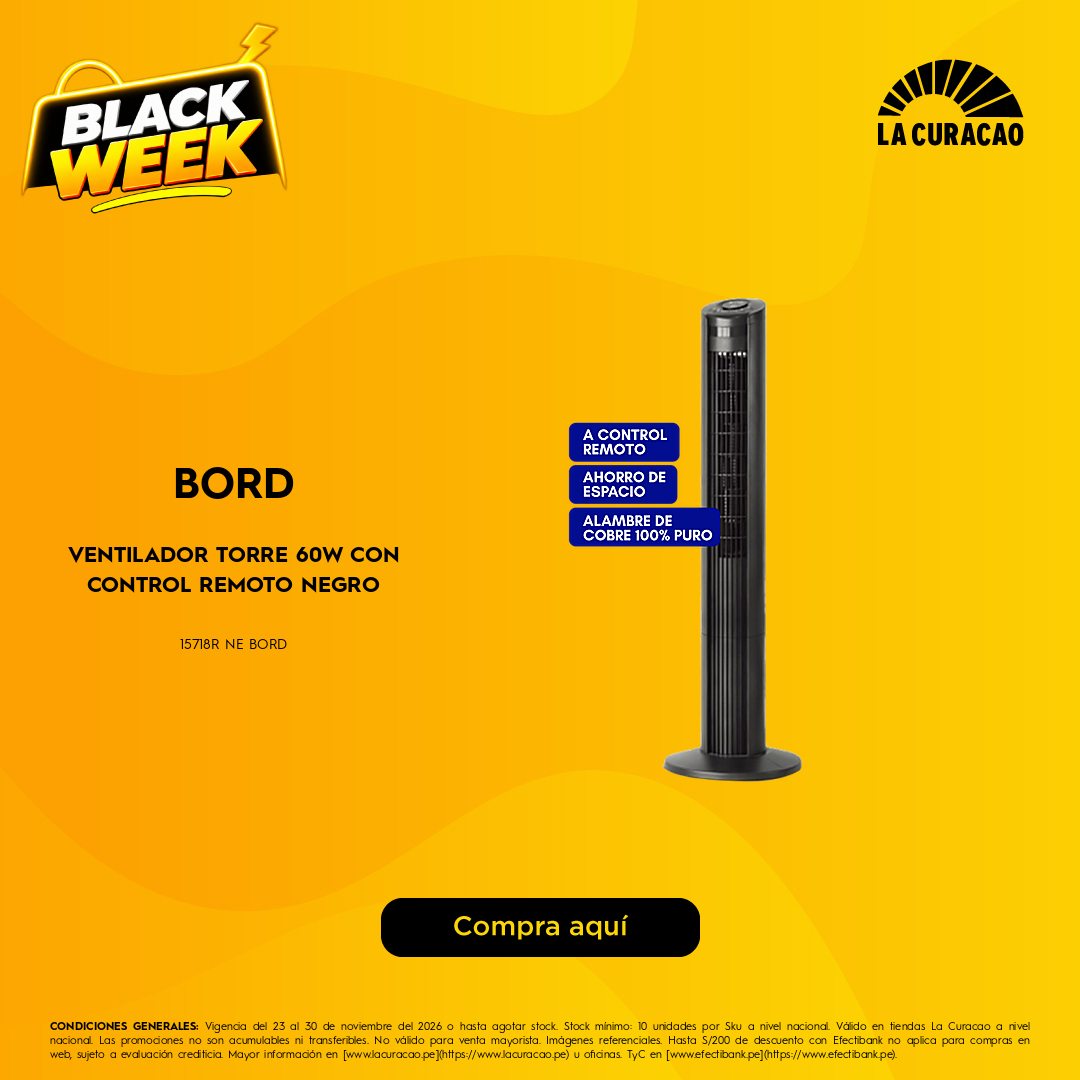 BLACK
WEEK
LA CURACAO
BORD
VENTILADOR TORRE 60W CON
CONTROL REMOTO NEGRO
15718R NE BORD
A CONTROL
REMOTO
AHORRO DE
ESPACIO
ALAMBRE DE
COBRE 100% PURO
Compra aquí
CONDICIONES GENERALES: Vigencia del 23 al 30 de noviembre del 2026 o hasta agotar stock. Stock mínimo: 10 unidades por Sku a nivel nacional. Válido en tiendas La Curacao a nivel
nacional. Las promociones no son acumulables ni transferibles. No válido para venta mayorista. Imágenes referenciales. Hasta S/200 de descuento con Efectibank no aplica para compras en
web, sujeto a evaluación crediticia. Mayor información en [www.lacuracao.pe](https://www.lacuracao.pe) u oficinas. TyC en [www.efectibank.pe](https://www.efectibank.pe).